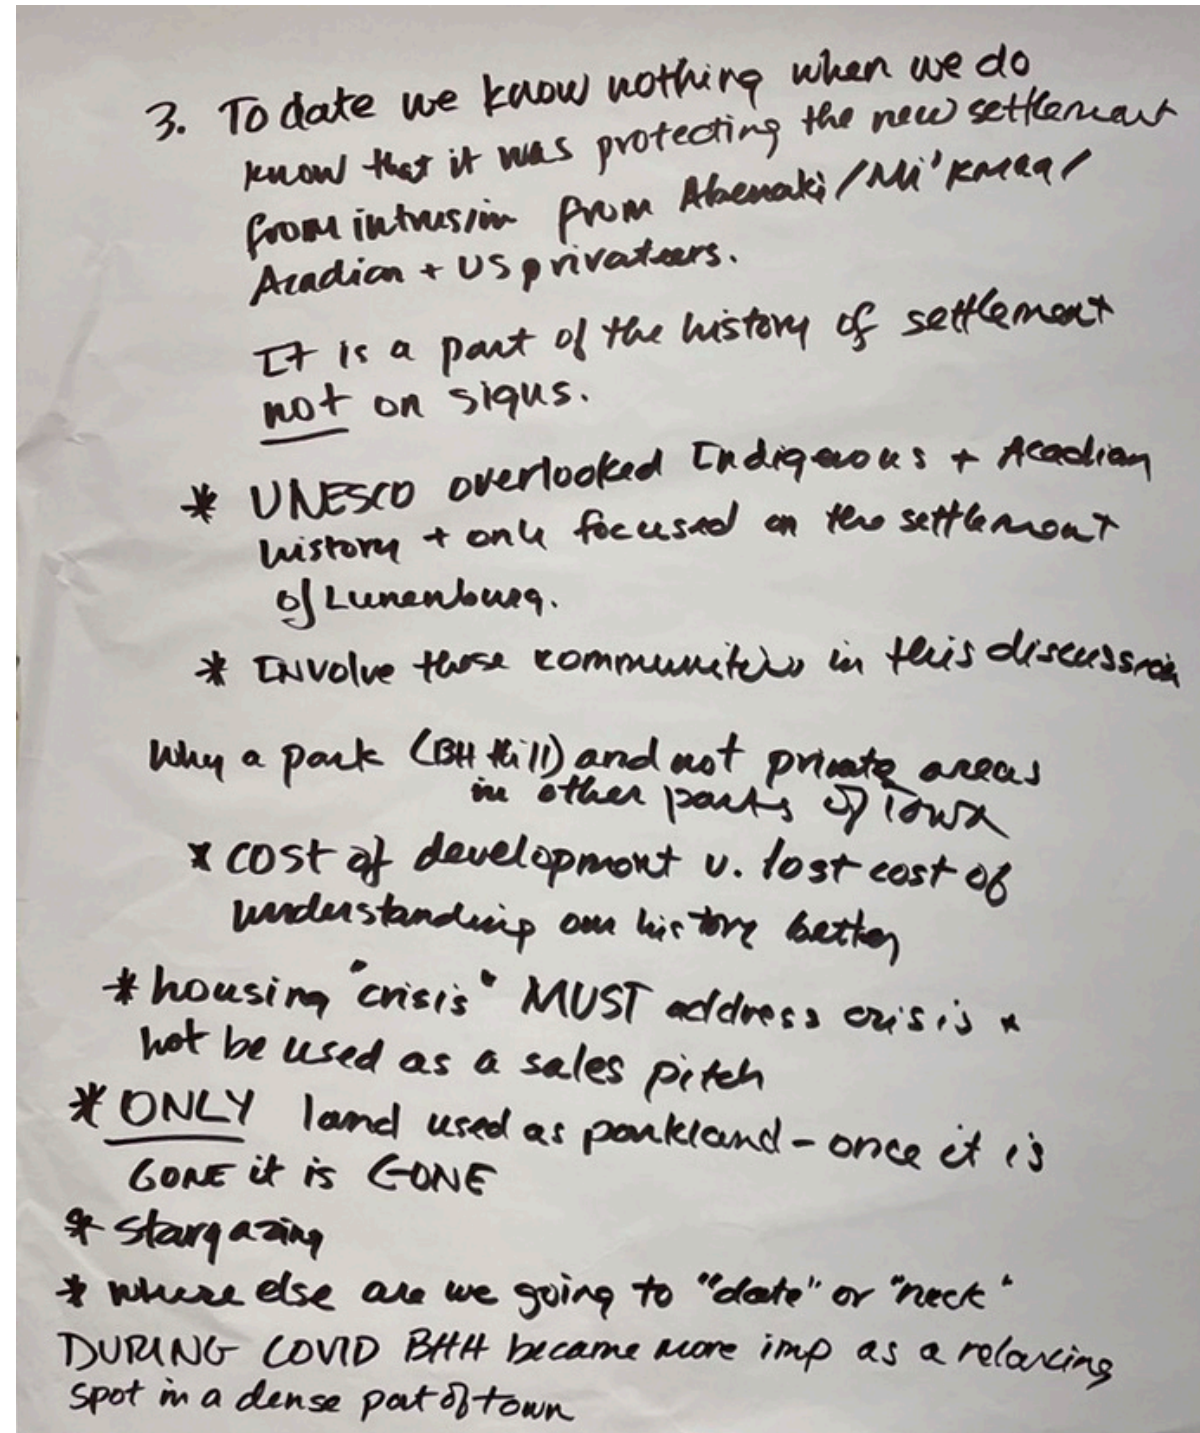 3. To date we know nothing when we do
know that it was protecting the new settlement
from intrusion from Abenaki/Mi'kmaq/
Acadian + US privateers.
It is a part of the history of settlement
not on signs.
* UNESCO overlooked Indigenous + Acadian
history + only focused on the settlement
of Lunenburg.
* Involve those communities in this discussion
Why a park (BH Hill) and not private areas
in other parts of Town
* cost of development v. lost cost of
understanding our history better
* housing "crisis" MUST address crisis *
not be used as a sales pitch
* ONLY land used as parkland - once it is
GONE it is GONE
* stargazing
* where else are we going to "date" or "neck"
DURING COVID BHH became more imp as a relaxing
spot in a dense part of town